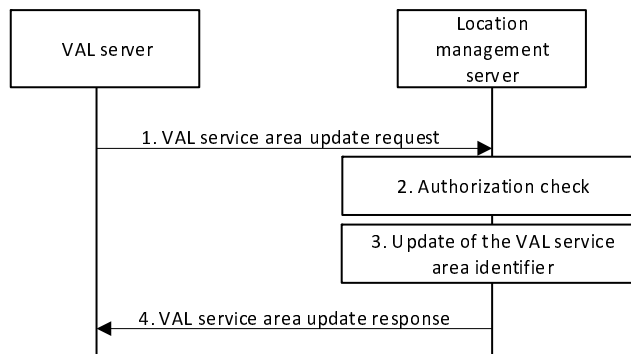 VAL server
Location
management
server
1. VAL service area update request
2. Authorization check
3. Update of the VAL service
area identifier
4. VAL service area update response